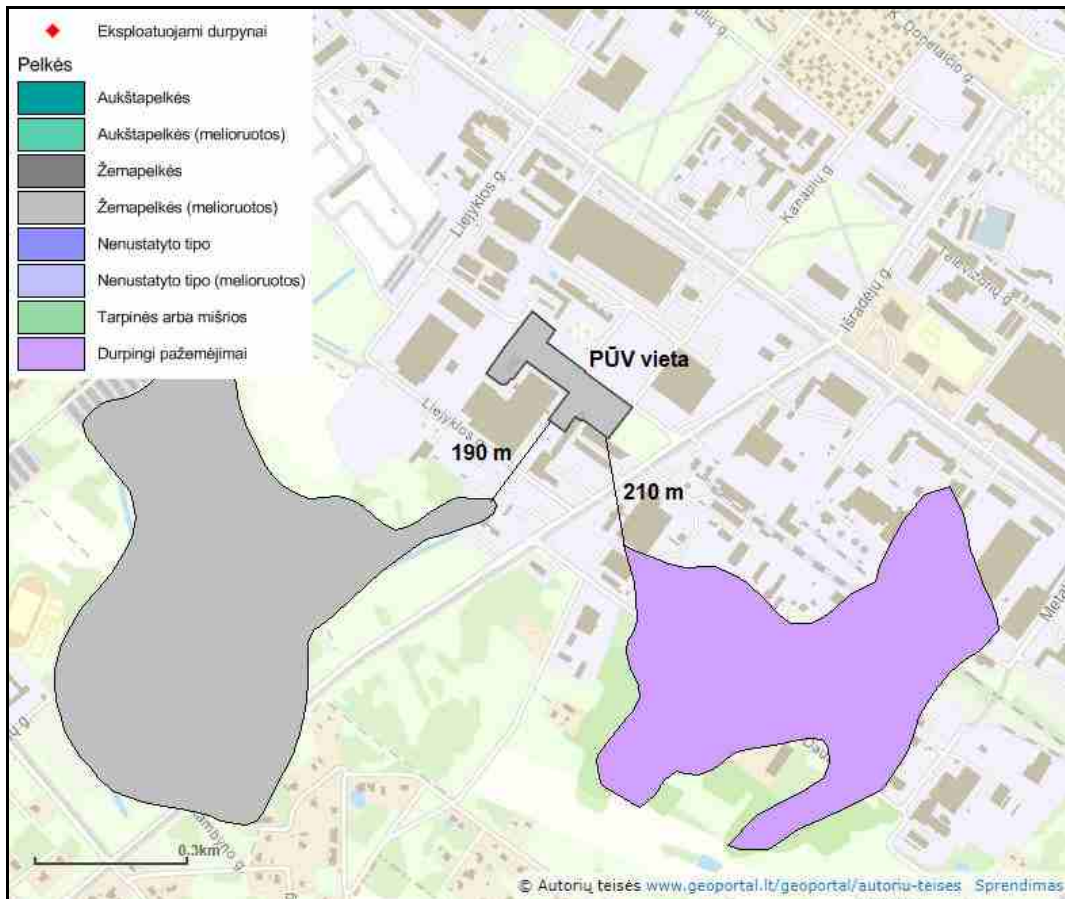 Eksploatuojami durpynai
Pelkės
Aukštapelkės
Aukštapelkės (melioruotos)
Žemapelkės
Žemapelkės (melioruotos)
Nenustatyto tipo
Nenustatyto tipo (melioruotos)
Tarpinės arba mišrios
Durpingi pažemėjimai
K. Donelaičio g.
Liejyklos g.
Kanapių g.
Išradėjų g.
Televizorių g.
PŪV vieta
Liejyklos g.
190 m
210 m
0.3km
© Autorių teisės www.geoportal.lt/geoportal/autoriu-teises Sprendimas